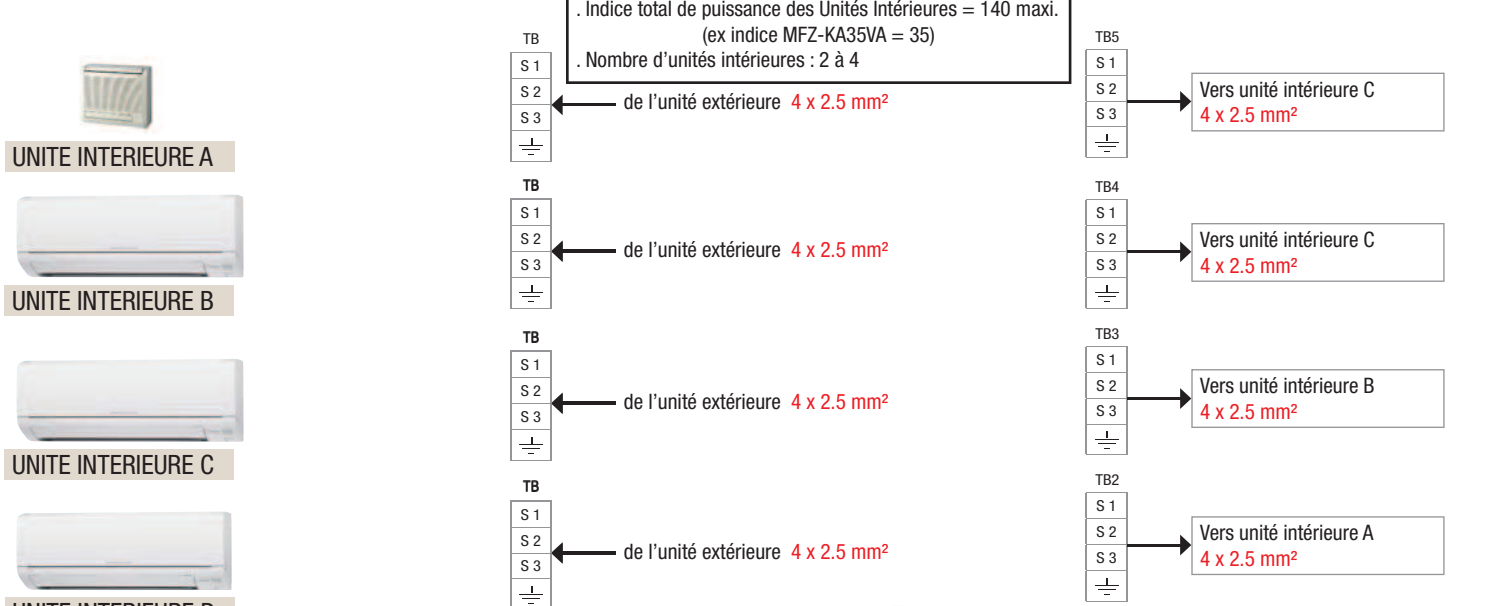 . Indice total de puissance des Unités Intérieures = 140 maxi.
(ex indice MFZ-KA35VA = 35)
. Nombre d'unités intérieures : 2 à 4
UNITE INTERIEURE A
TB
S 1
S 2
S 3
de l'unité extérieure 4 x 2.5 mm²
TB5
S 1
S 2
S 3
Vers unité intérieure C
4 x 2.5 mm²
UNITE INTERIEURE B
TB
S 1
S 2
S 3
de l'unité extérieure 4 x 2.5 mm²
TB4
S 1
S 2
S 3
Vers unité intérieure C
4 x 2.5 mm²
UNITE INTERIEURE C
TB
S 1
S 2
S 3
de l'unité extérieure 4 x 2.5 mm²
TB3
S 1
S 2
S 3
Vers unité intérieure B
4 x 2.5 mm²
UNITE INTERIEURE D
TB
S 1
S 2
S 3
de l'unité extérieure 4 x 2.5 mm²
TB2
S 1
S 2
S 3
Vers unité intérieure A
4 x 2.5 mm²